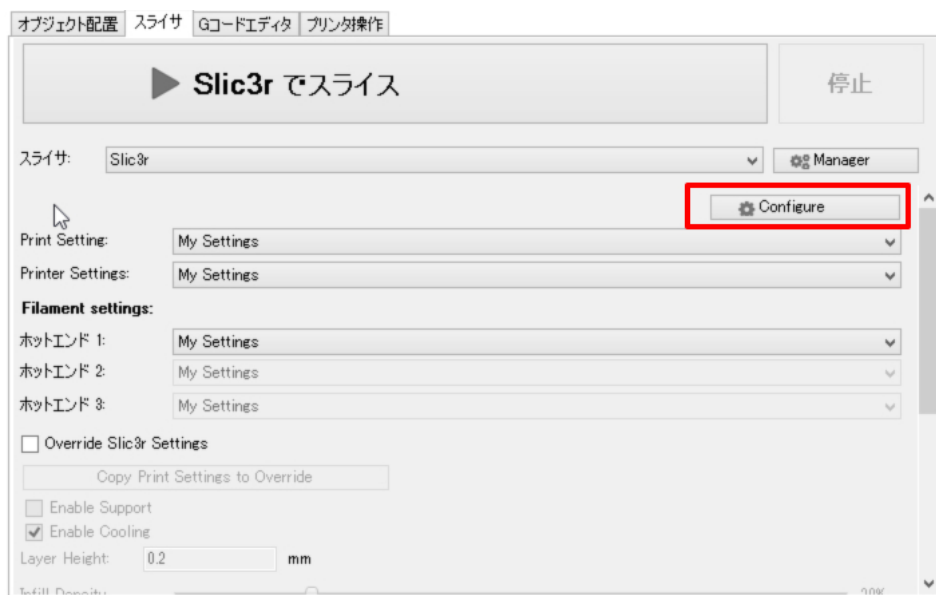 オブジェクト配置 スライサ Gコードエディタ プリンタ操作
Slic3r でスライス 停止
スライサ: Slic3r Manager
Configure
Print Setting: My Settings
Printer Settings: My Settings
Filament settings:
ホットエンド 1: My Settings
ホットエンド 2: My Settings
ホットエンド 3: My Settings
Override Slic3r Settings
Copy Print Settings to Override
Enable Support
Enable Cooling
Layer Height: 0.2 mm
Infill Density 20%